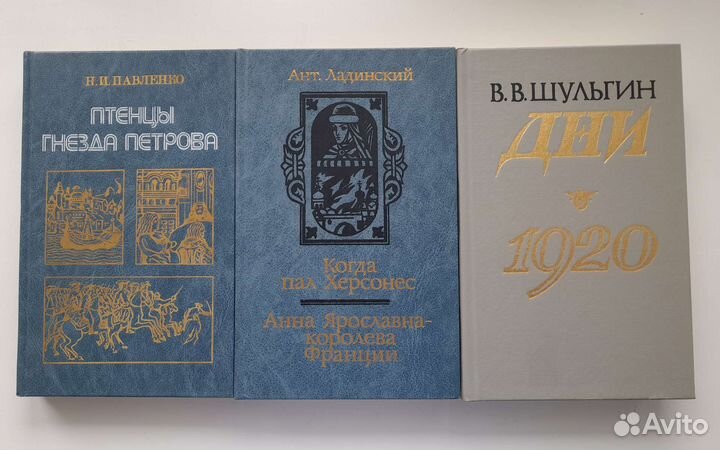 Н.И.ПАВЛЕНКО
ПТЕНЦЫ
ГНЕЗДА ПЕТРОВА
Ант. Ладинский
Когда
пал Херсонес
Анна Ярославна-
королева
Франции
В.В.ШУЛЬГИН
ДНИ
1920
Avito